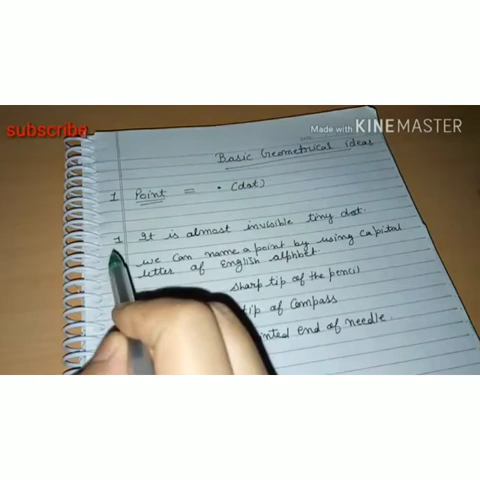 subscribe
Made with KINEMASTER
Basic Geometrical ideas
1 Point = • (dot)
1 It is almost invisible tiny dot.
we can name a point by using capital
letter of English alphbet
sharp tip of the pencil
tip of compass
end of needle.